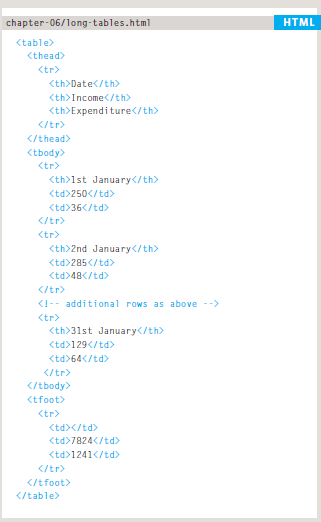 chapter-06/long-tables.html HTML
<table>
<thead>
<tr>
<th>Date</th>
<th>Income</th>
<th>Expenditure</th>
</tr>
</thead>
<tbody>
<tr>
<th>1st January</th>
<td>250</td>
<td>36</td>
</tr>
<tr>
<th>2nd January</th>
<td>285</td>
<td>48</td>
</tr>
<!-- additional rows as above -->
<tr>
<th>31st January</th>
<td>129</td>
<td>64</td>
</tr>
</tbody>
<tfoot>
<tr>
<td></td>
<td>7824</td>
<td>1241</td>
</tr>
</tfoot>
</table>